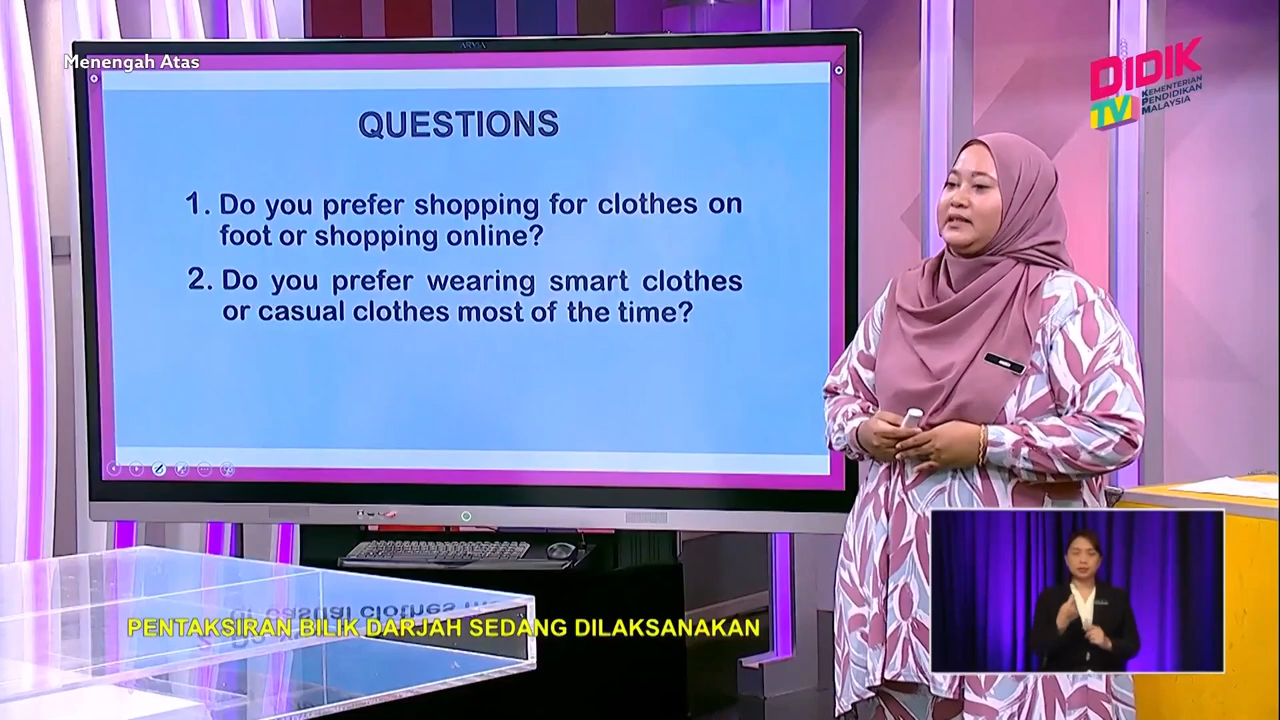 Menengah Atas
DIDIK
TV
KEMENTERIAN
PENDIDIKAN
MALAYSIA
QUESTIONS
1. Do you prefer shopping for clothes on
foot or shopping online?
2. Do you prefer wearing smart clothes
or casual clothes most of the time?
PENTAKSIRAN BILIK DARJAH SEDANG DILAKSANAKAN